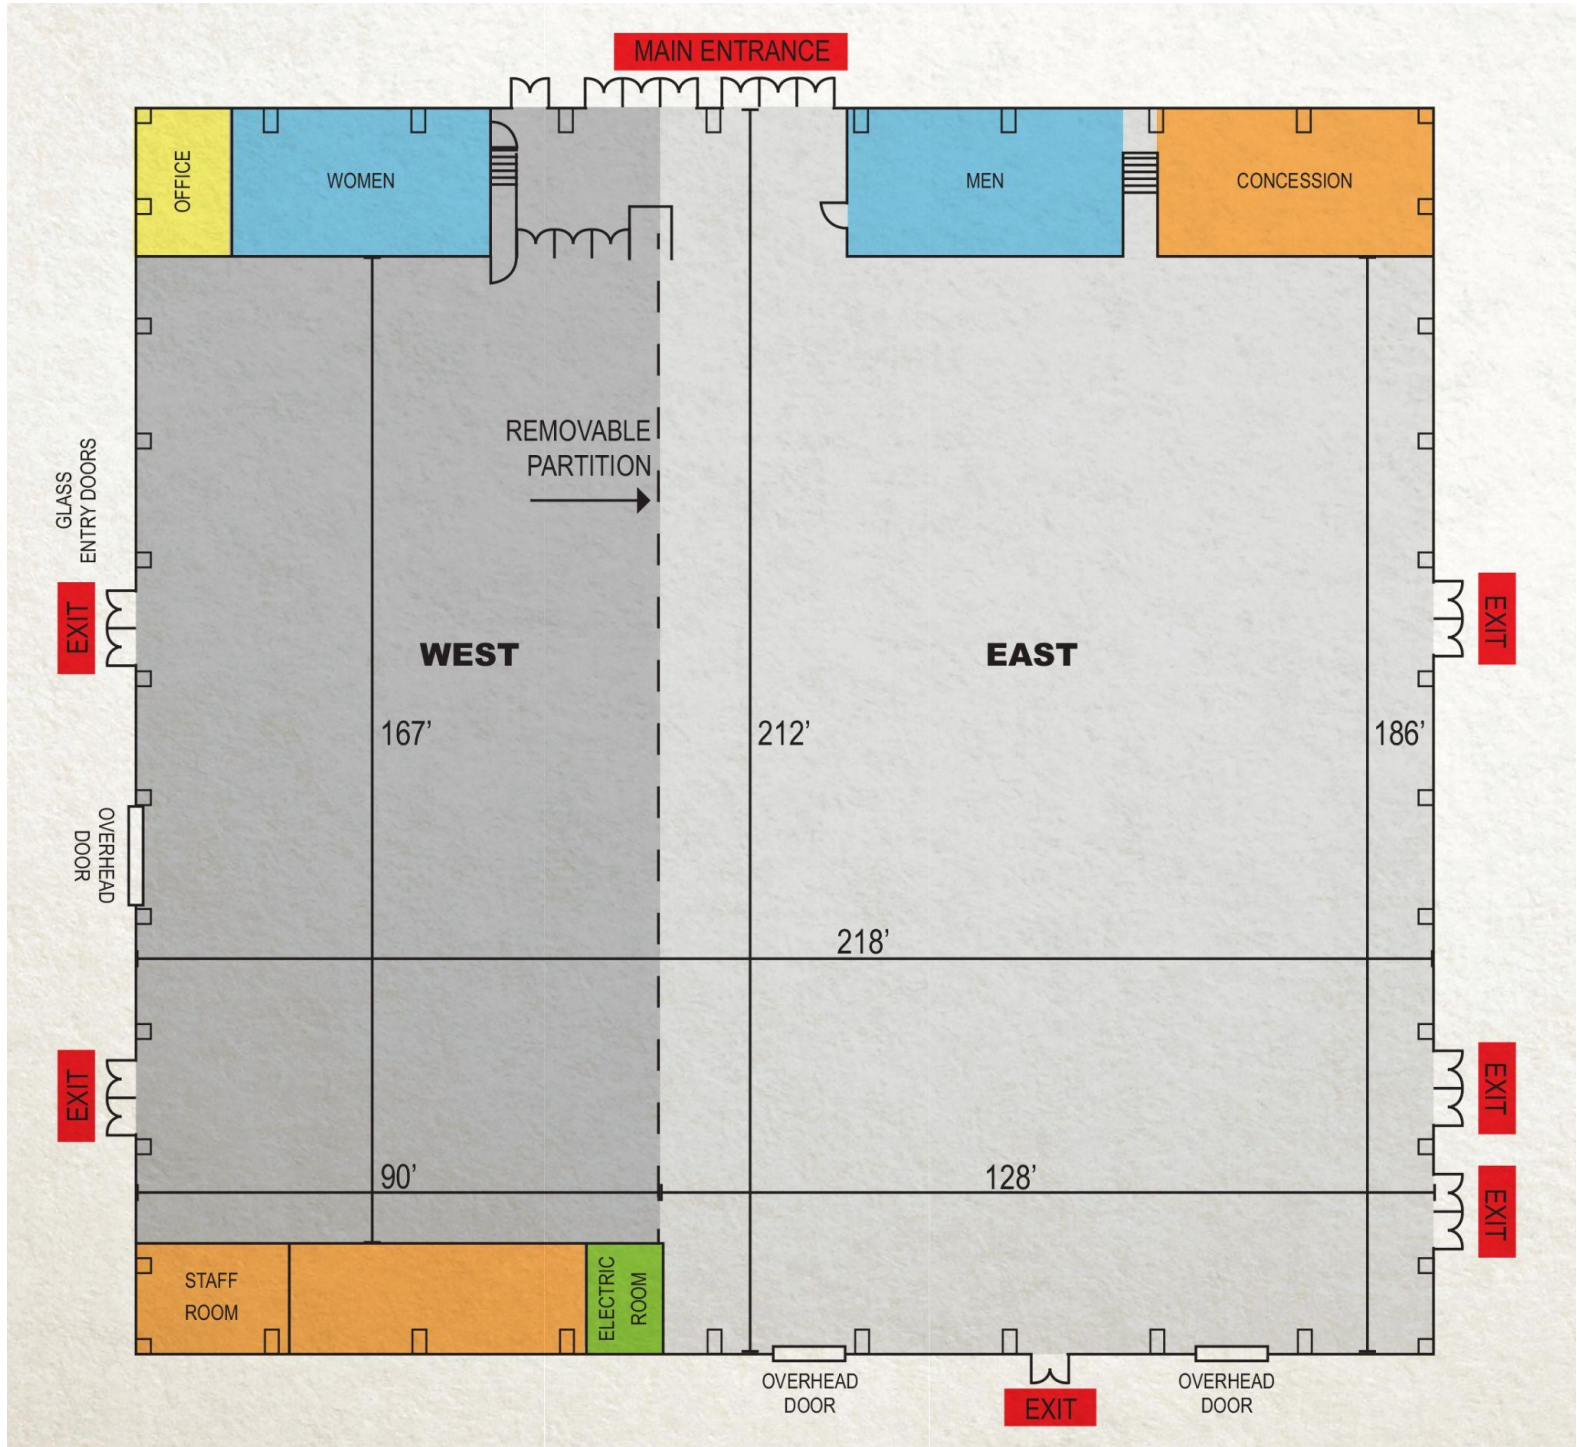 MAIN ENTRANCE
OFFICE
WOMEN
MEN
CONCESSION
REMOVABLE
PARTITION
GLASS
ENTRY DOORS
EXIT
EXIT
WEST
EAST
167’
212’
186’
OVERHEAD
DOOR
218’
EXIT
EXIT
90’
128’
EXIT
STAFF
ROOM
ELECTRIC
ROOM
OVERHEAD
DOOR
EXIT
OVERHEAD
DOOR